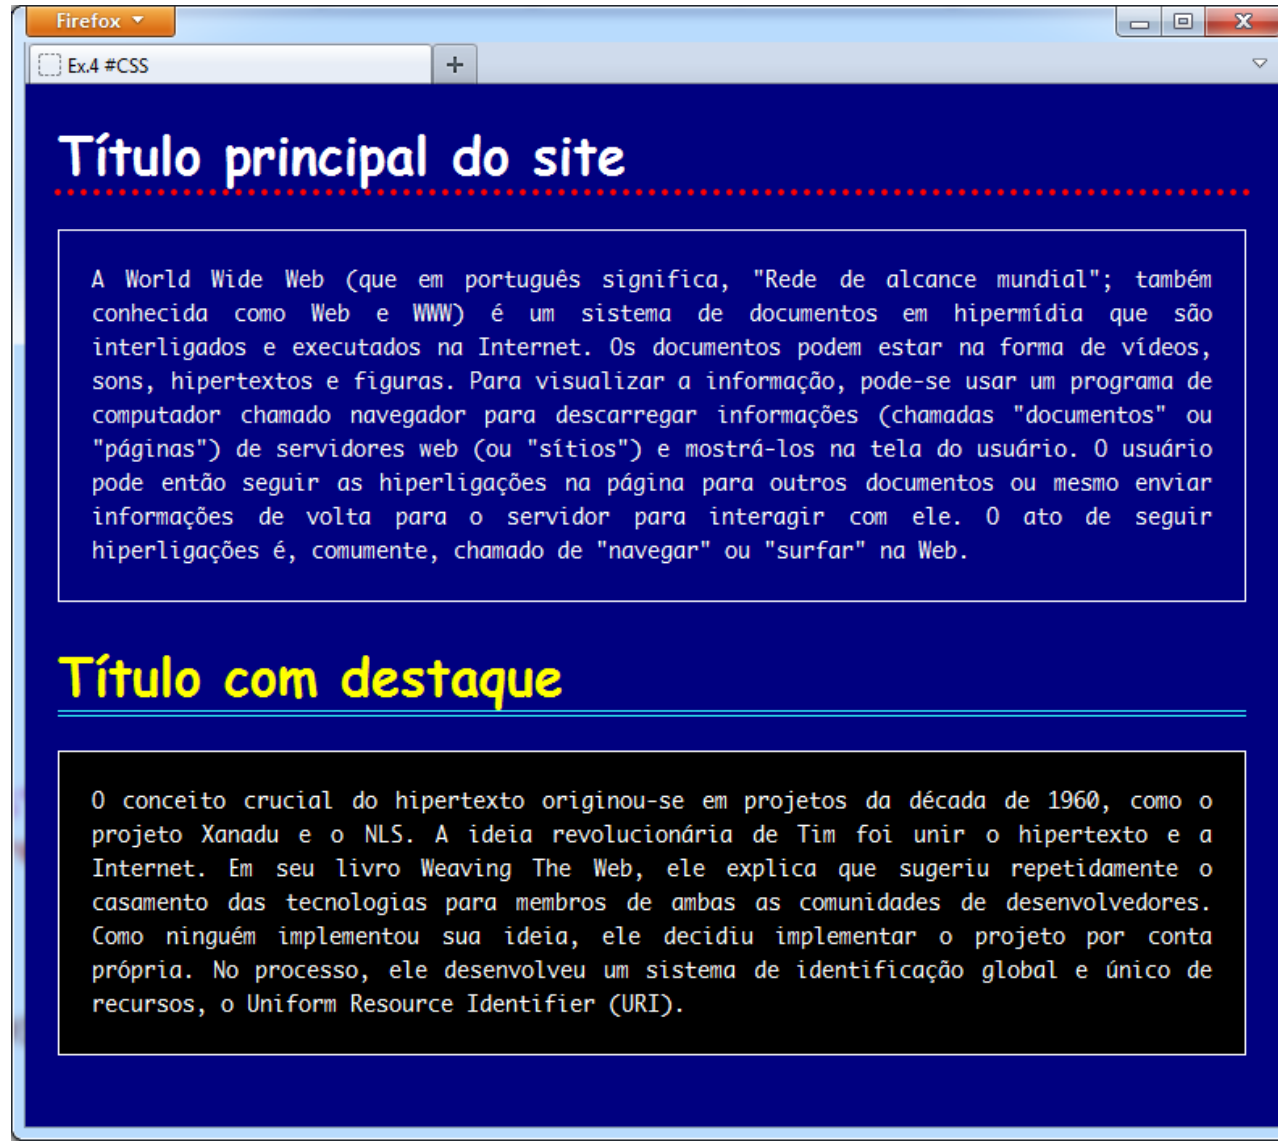 Firefox
Ex.4 #CSS
Título principal do site
A World Wide Web (que em português significa, "Rede de alcance mundial"; também
conhecida como Web e WWW) é um sistema de documentos em hipermídia que são
interligados e executados na Internet. Os documentos podem estar na forma de vídeos,
sons, hipertextos e figuras. Para visualizar a informação, pode-se usar um programa de
computador chamado navegador para descarregar informações (chamadas "documentos" ou
"páginas") de servidores web (ou "sítios") e mostrá-los na tela do usuário. O usuário
pode então seguir as hiperligações na página para outros documentos ou mesmo enviar
informações de volta para o servidor para interagir com ele. O ato de seguir
hiperligações é, comumente, chamado de "navegar" ou "surfar" na Web.
Título com destaque
O conceito crucial do hipertexto originou-se em projetos da década de 1960, como o
projeto Xanadu e o NLS. A ideia revolucionária de Tim foi unir o hipertexto e a
Internet. Em seu livro Weaving The Web, ele explica que sugeriu repetidamente o
casamento das tecnologias para membros de ambas as comunidades de desenvolvedores.
Como ninguém implementou sua ideia, ele decidiu implementar o projeto por conta
própria. No processo, ele desenvolveu um sistema de identificação global e único de
recursos, o Uniform Resource Identifier (URI).